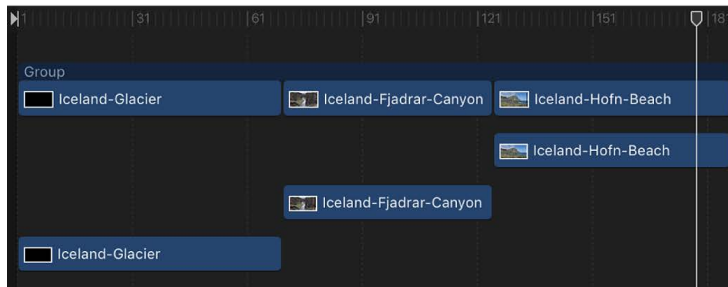 1 31 61 91 121 151 181
Group
Iceland-Glacier Iceland-Fjadrar-Canyon Iceland-Hofn-Beach
Iceland-Hofn-Beach
Iceland-Fjadrar-Canyon
Iceland-Glacier